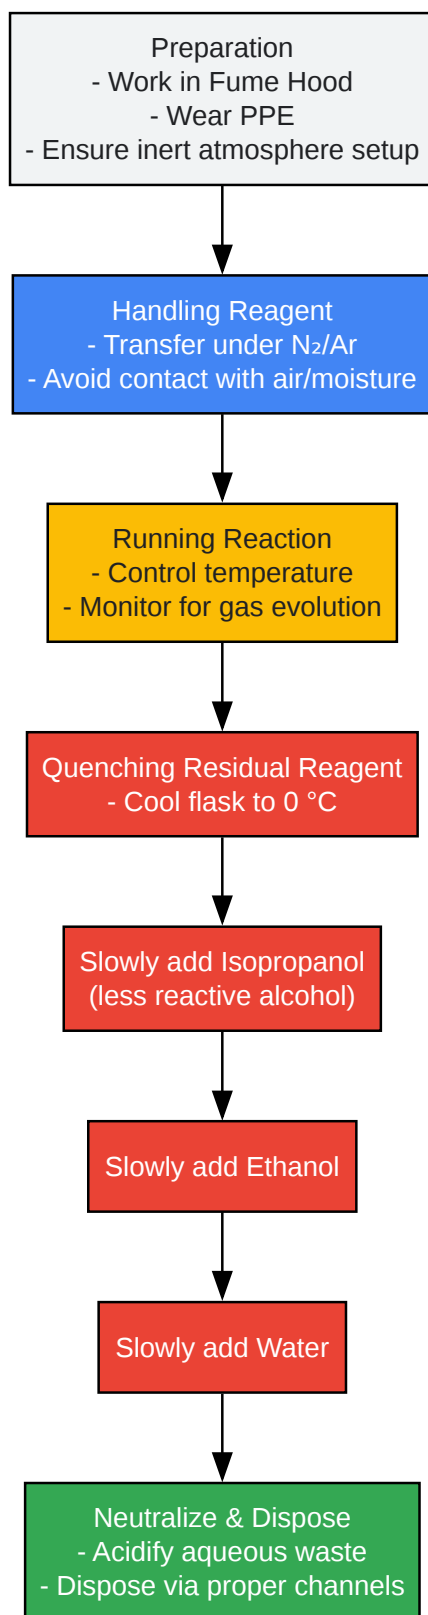 Preparation
- Work in Fume Hood
- Wear PPE
- Ensure inert atmosphere setup
Handling Reagent
- Transfer under N₂/Ar
- Avoid contact with air/moisture
Running Reaction
- Control temperature
- Monitor for gas evolution
Quenching Residual Reagent
- Cool flask to 0 °C
Slowly add Isopropanol
(less reactive alcohol)
Slowly add Ethanol
Slowly add Water
Neutralize & Dispose
- Acidify aqueous waste
- Dispose via proper channels